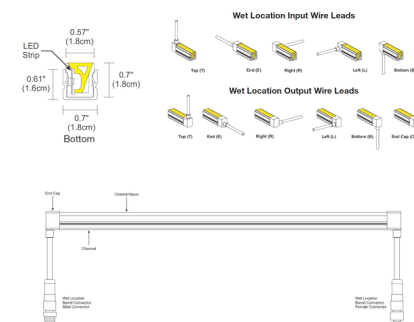 Wet Location Input Wire Leads
Top (T)
End (E)
Right (R)
Left (L)
Bottom (B
Wet Location Output Wire Leads
Top (T)
End (E)
Right (R)
Left (L)
Bottom (B)
End Cap (C
LED
Strip
0.57"
(1.8cm)
0.61"
(1.6cm)
0.7"
(1.8cm)
0.7"
(1.8cm)
Bottom
End Cap
Channel Neon
Channel
Wet Location
Barrel Connector
Male Connector
Wet Location
Barrel Connector
Female Connector